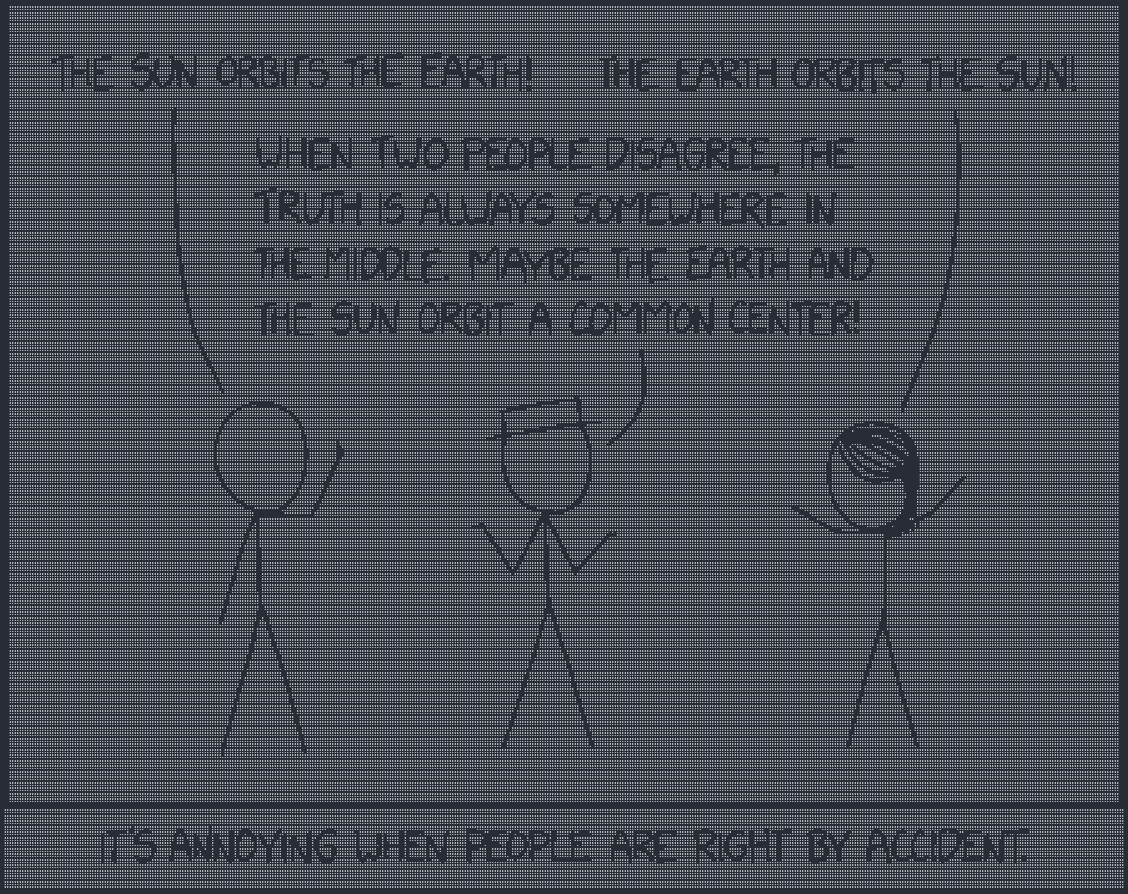 THE SUN ORBITS THE EARTH!
THE EARTH ORBITS THE SUN!
WHEN TWO PEOPLE DISAGREE, THE
TRUTH IS ALWAYS SOMEWHERE IN
THE MIDDLE. MAYBE THE EARTH AND
THE SUN ORBIT A COMMON CENTER!
IT'S ANNOYING WHEN PEOPLE ARE RIGHT BY ACCIDENT.